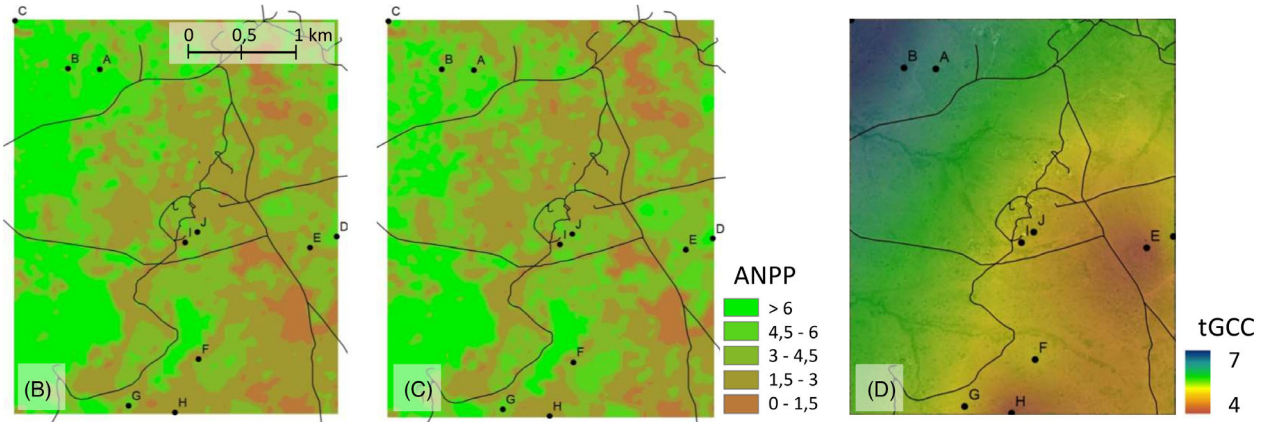 C
0 0,5 1 km
B A
D
E
J
I
F
G
H
(B)
C
B A
D
E
J
I
F
G
H
(C)
ANPP
> 6
4,5 - 6
3 - 4,5
1,5 - 3
0 - 1,5
B A
J
I
E
F
G
H
(D)
tGCC
7
4